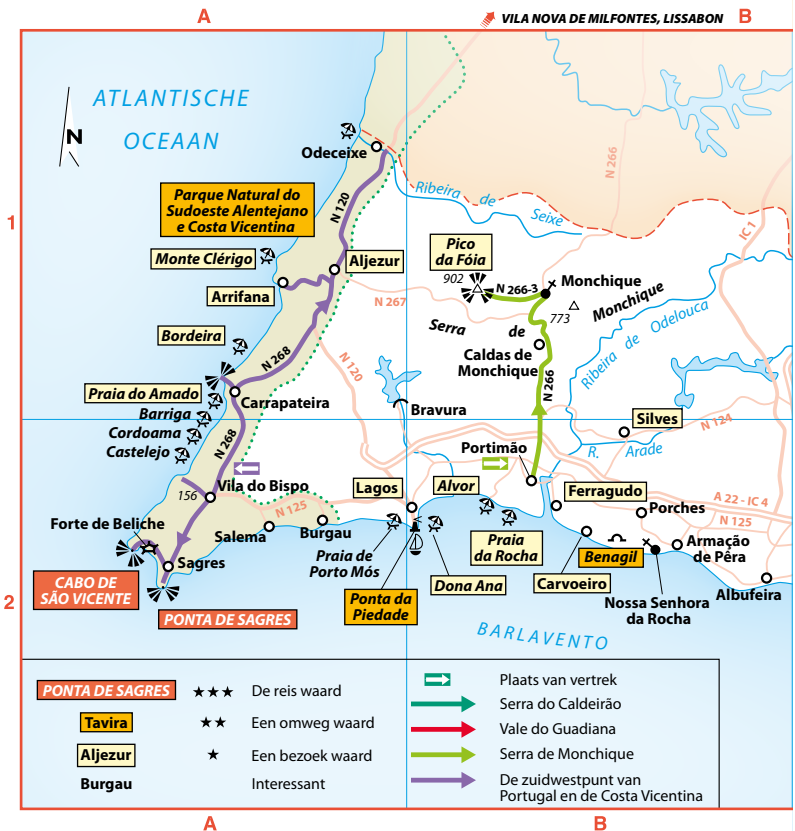 A
VILA NOVA DE MILFONTES, LISSABON
B
ATLANTISCHE
OCEAAN
N
Odeceixe
Ribeira de Seixe
N 266
IC 1
1
Parque Natural do
Sudoeste Alentejano
e Costa Vicentina
N 120
Monte Clérigo
Aljezur
Arrifana
N 267
Pico
da Fóia
902
N 266-3
Monchique
773
Serra de Monchique
Caldas de
Monchique
Ribeira de Odelouca
Bordeira
N 268
N 120
N 266
Praia do Amado
Carrapateira
Barriga
Cordoama
Castelejo
N 268
Bravura
Silves
N 124
R. Arade
Portimão
156
Vila do Bispo
Lagos
Alvor
Ferragudo
A 22 - IC 4
N 125
Porches
N 125
Forte de Beliche
Salema
Burgau
Praia de
Porto Mós
Praia
da Rocha
Benagil
Armação
de Pêra
Sagres
Dona Ana
Carvoeiro
CABO DE
SÃO VICENTE
Ponta da
Piedade
Nossa Senhora
da Rocha
Albufeira
2
PONTA DE SAGRES
BARLAVENTO
PONTA DE SAGRES ★★★ De reis waard
Tavira ★★ Een omweg waard
Aljezur ★ Een bezoek waard
Burgau Interessant
Plaats van vertrek
Serra do Caldeirão
Vale do Guadiana
Serra de Monchique
De zuidwestpunt van
Portugal en de Costa Vicentina
A
B